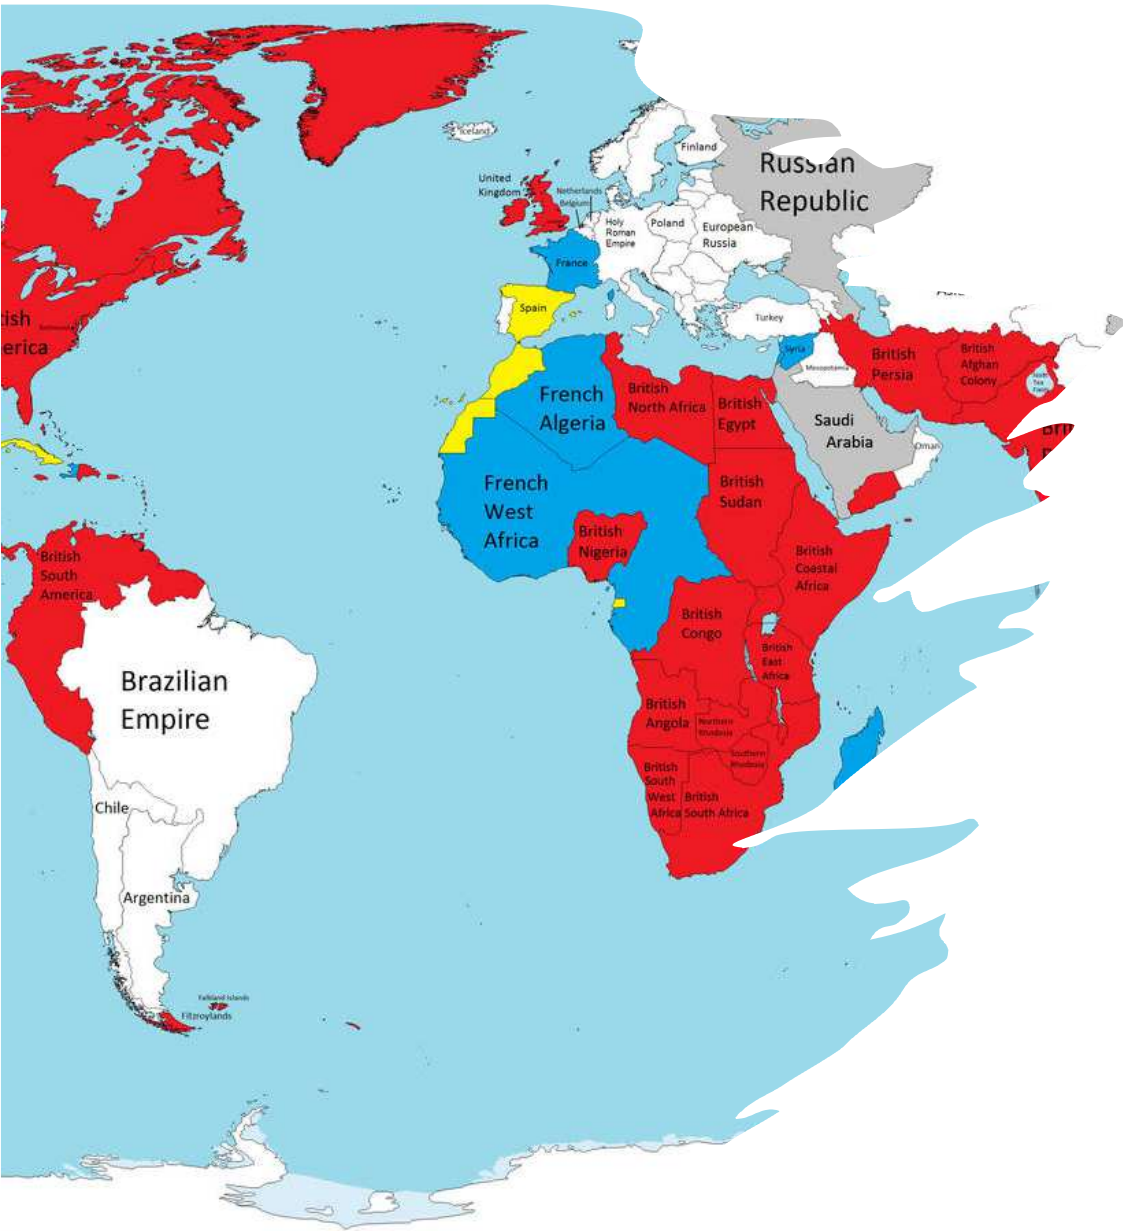 Iceland
Finland
Russian
Republic
United
Kingdom
Netherlands
Belgium
Holy
Roman
Empire
Poland
European
Russia
France
Spain
Turkey
tish
erica
Syria
Mesopotamia
British
Persia
British
Afghan
Colony
French
Algeria
British
North Africa
British
Egypt
Saudi
Arabia
Oman
French
West
Africa
British
Sudan
British
Nigeria
British
Coastal
Africa
British
South
America
British
Congo
British
East
Africa
Brazilian
Empire
British
Angola
Northern
Rhodesia
Southern
Rhodesia
British
South
West
Africa
British
South Africa
Chile
Argentina
Falkland Islands
Fitzroylands